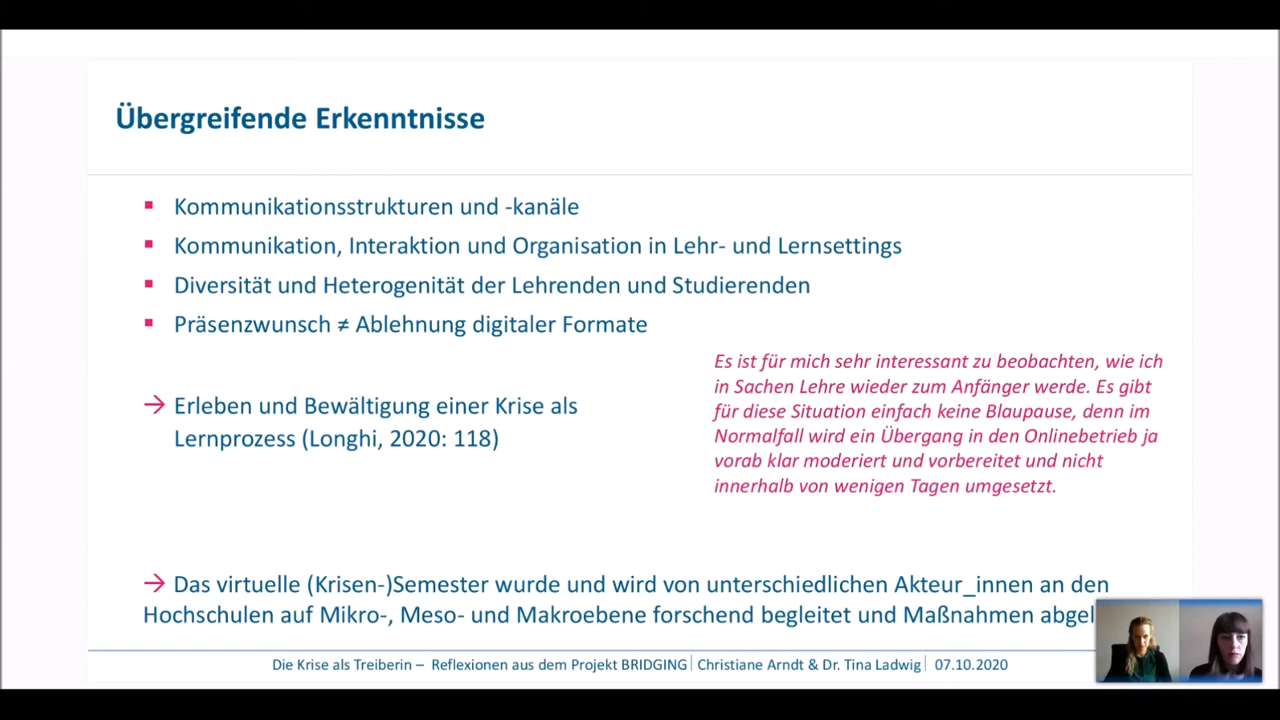 Übergreifende Erkenntnisse
▪ Kommunikationsstrukturen und -kanäle
▪ Kommunikation, Interaktion und Organisation in Lehr- und Lernsettings
▪ Diversität und Heterogenität der Lehrenden und Studierenden
▪ Präsenzwunsch ≠ Ablehnung digitaler Formate
→ Erleben und Bewältigung einer Krise als
Lernprozess (Longhi, 2020: 118)
Es ist für mich sehr interessant zu beobachten, wie ich
in Sachen Lehre wieder zum Anfänger werde. Es gibt
für diese Situation einfach keine Blaupause, denn im
Normalfall wird ein Übergang in den Onlinebetrieb ja
vorab klar moderiert und vorbereitet und nicht
innerhalb von wenigen Tagen umgesetzt.
→ Das virtuelle (Krisen-)Semester wurde und wird von unterschiedlichen Akteur_innen an den
Hochschulen auf Mikro-, Meso- und Makroebene forschend begleitet und Maßnahmen
Die Krise als Treiberin – Reflexionen aus dem Projekt BRIDGING | Christiane Arndt & Dr. Tina Ladwig | 07.10.2020